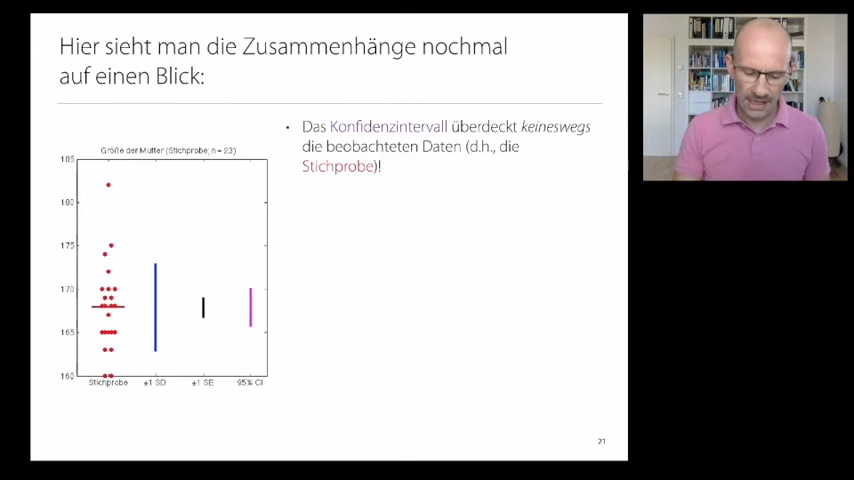 Hier sieht man die Zusammenhänge nochmal
auf einen Blick:
• Das Konfidenzintervall überdeckt keineswegs
die beobachteten Daten (d.h., die
Stichprobe)!
Größe der Mutter (Stichprobe; n = 23)
185
180
175
170
165
160
Stichprobe ±1 SD ±1 SE 95% CI
21